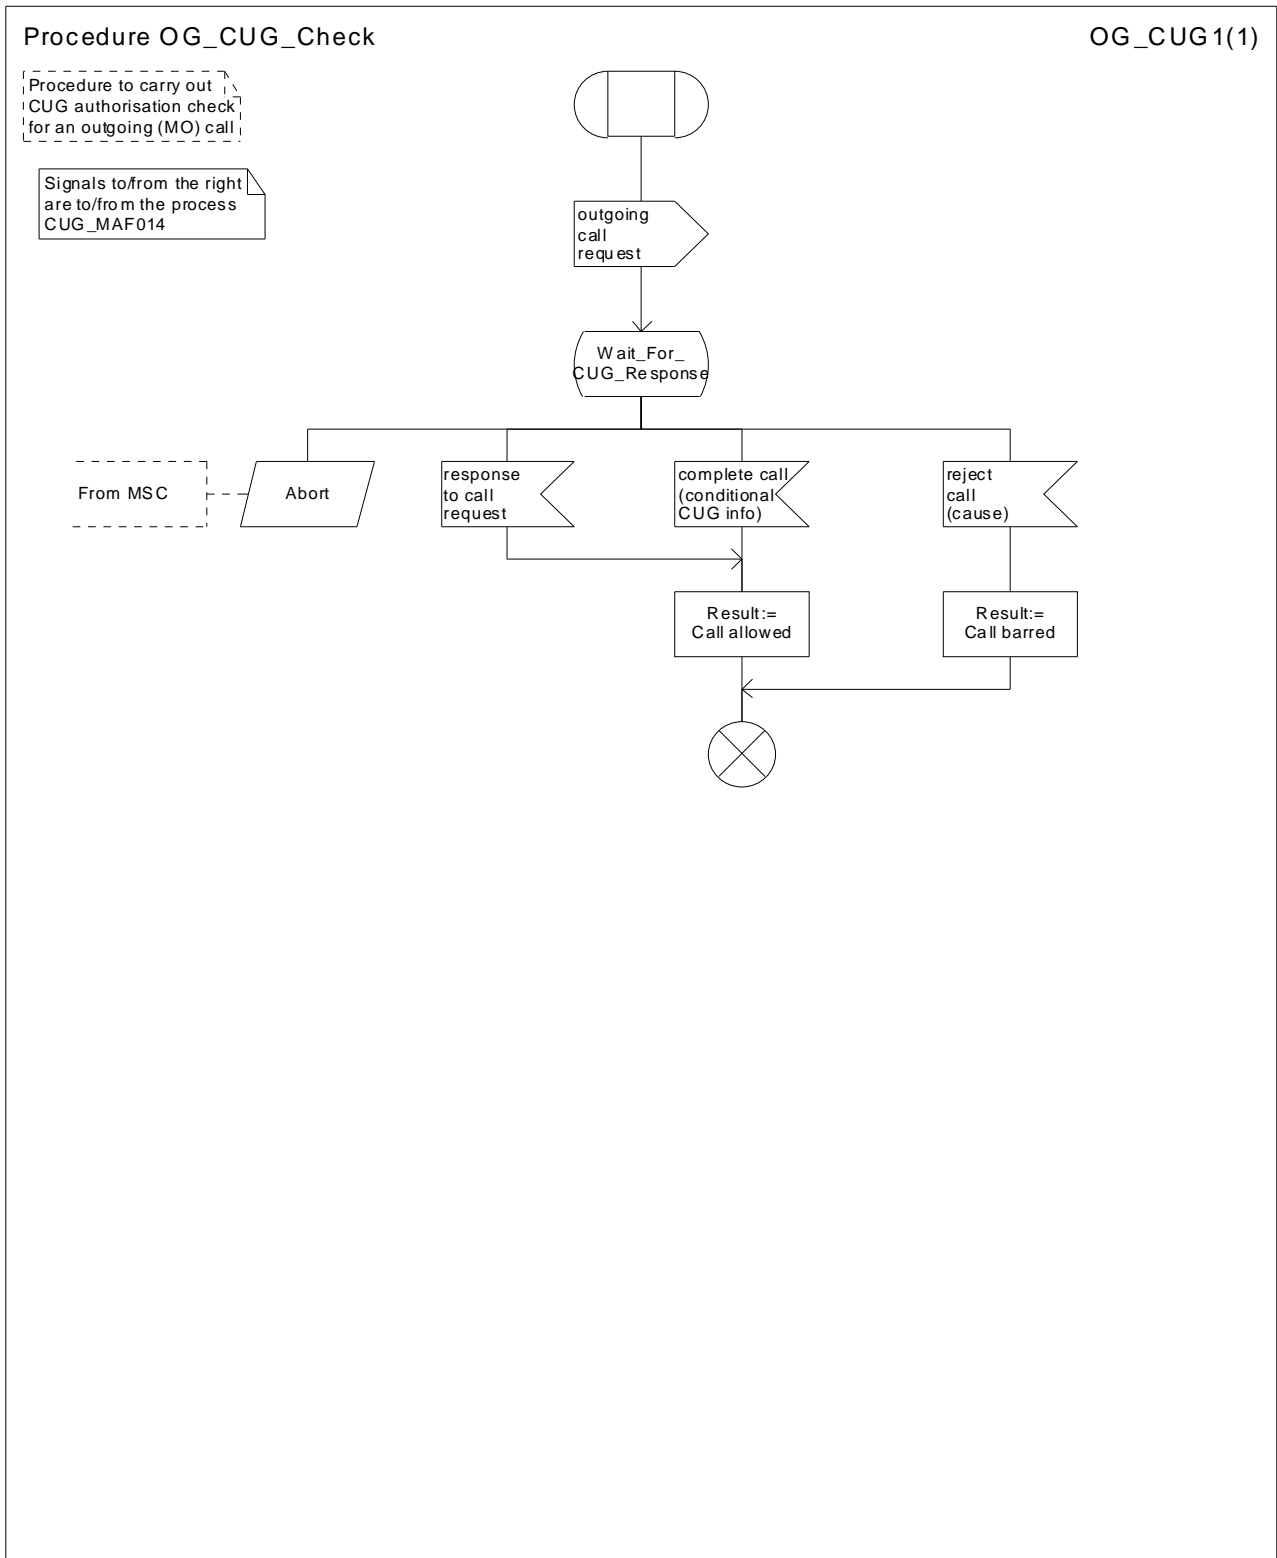 Procedure OG_CUG_Check
OG_CUG1(1)
Procedure to carry out
CUG authorisation check
for an outgoing (MO) call
Signals to/from the right
are to/from the process
CUG_MAF014
outgoing
call
request
Wait_For_
CUG_Response
From MSC
Abort
response
to call
request
complete call
(conditional
CUG info)
reject
call
(cause)
Result:=
Call allowed
Result:=
Call barred